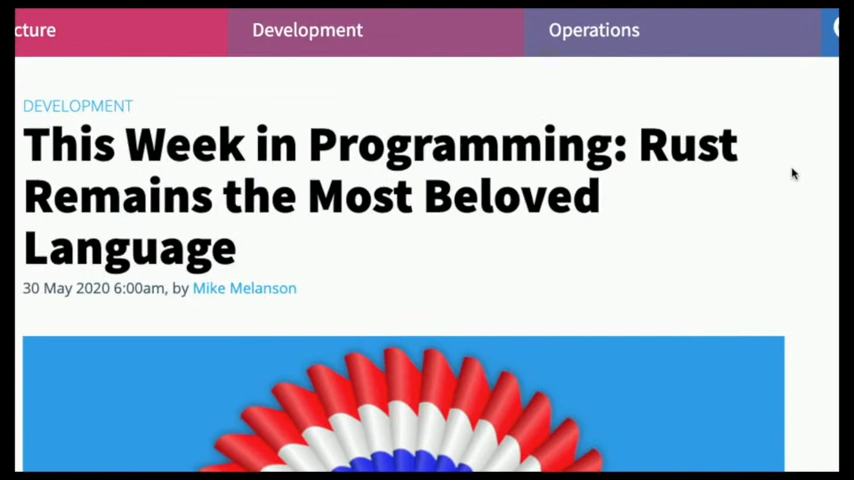 cture Development Operations
DEVELOPMENT
This Week in Programming: Rust
Remains the Most Beloved
Language
30 May 2020 6:00am, by Mike Melanson